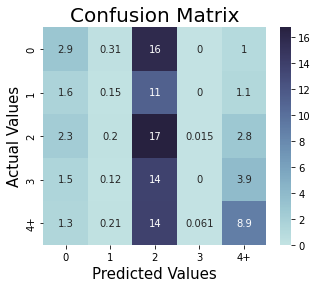 Confusion Matrix
Actual Values
0 2.9 0.31 16 0 1
1 1.6 0.15 11 0 1.1
2 2.3 0.2 17 0.015 2.8
3 1.5 0.12 14 0 3.9
4+ 1.3 0.21 14 0.061 8.9
0 1 2 3 4+
Predicted Values
16
14
12
10
8
6
4
2
0